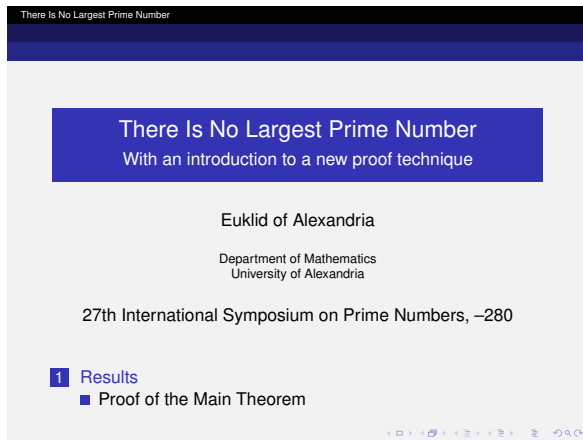 There Is No Largest Prime Number
There Is No Largest Prime Number
With an introduction to a new proof technique
Euklid of Alexandria
Department of Mathematics
University of Alexandria
27th International Symposium on Prime Numbers, –280
1 Results
Proof of the Main Theorem